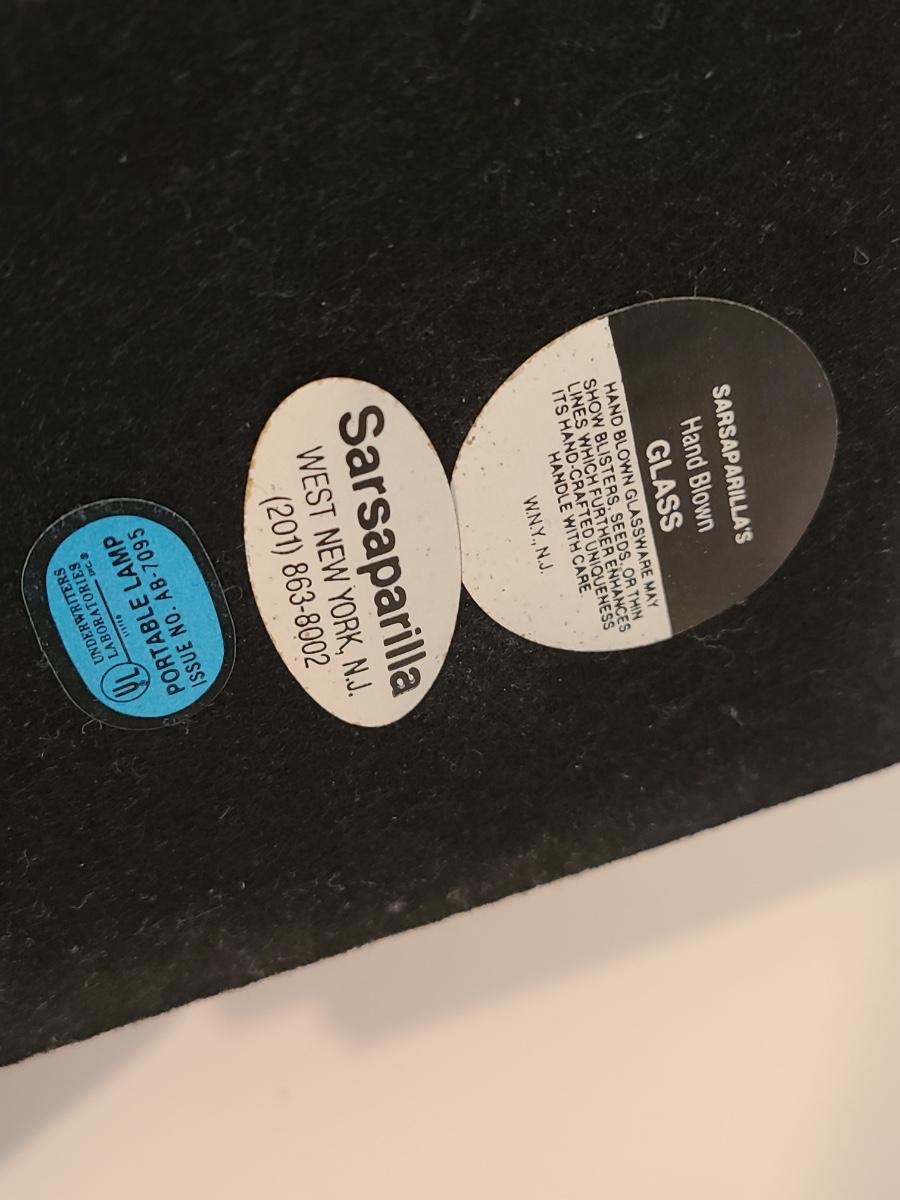 SARSAPARILLA'S
Hand Blown
GLASS
HAND BLOWN GLASSWARE MAY
SHOW BLISTERS, SEEDS, OR THIN
LINES WHICH FURTHER ENHANCES
ITS HAND-CRAFTED UNIQUENESS
HANDLE WITH CARE
W.N.Y., N.J.
Sarsaparilla
WEST NEW YORK, N.J.
(201) 863-8002
UL
UNDERWRITERS
LABORATORIES, INC.®
LISTED
PORTABLE LAMP
ISSUE NO. AB-7095